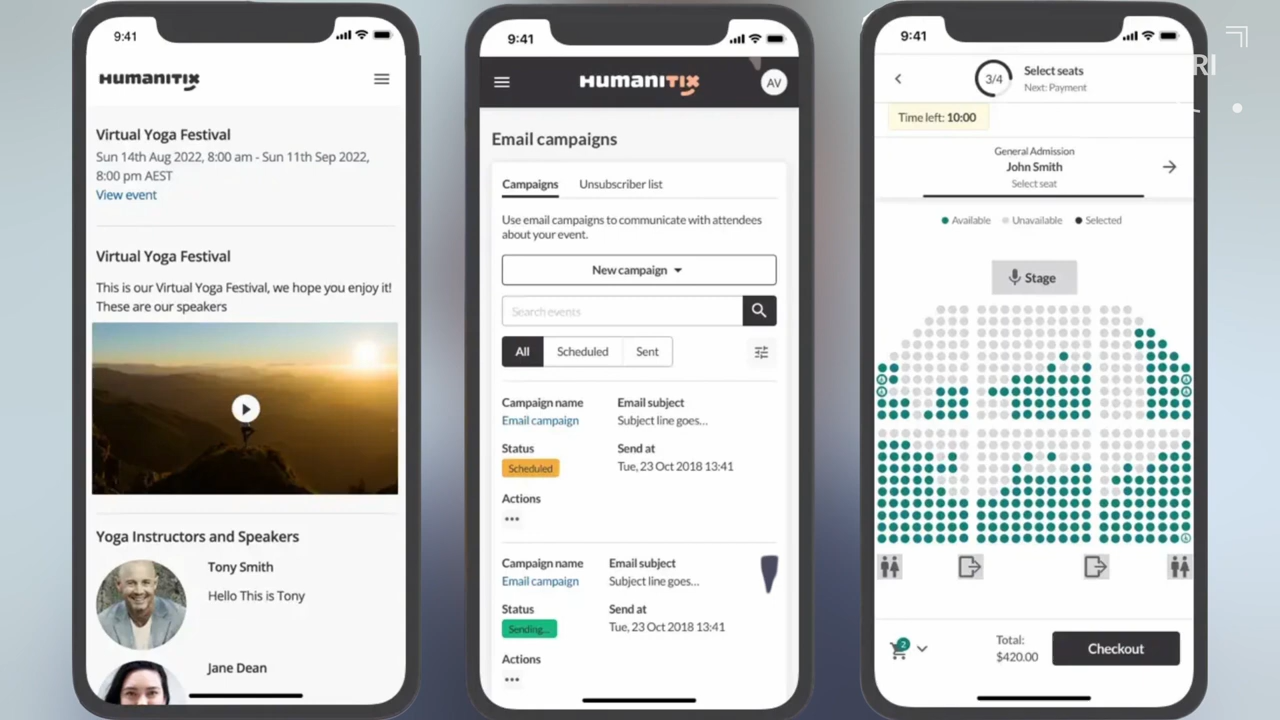 9:41
HUMANITIX
Virtual Yoga Festival
Sun 14th Aug 2022, 8:00 am - Sun 11th Sep 2022,
8:00 pm AEST
View event
Virtual Yoga Festival
This is our Virtual Yoga Festival, we hope you enjoy it!
These are our speakers
Yoga Instructors and Speakers
Tony Smith
Hello This is Tony
Jane Dean
9:41
HUMANITIX
AV
Email campaigns
Campaigns Unsubscriber list
Use email campaigns to communicate with attendees
about your event.
New campaign
Search events
All Scheduled Sent
Campaign name Email subject
Email campaign Subject line goes...
Status Send at
Scheduled Tue, 23 Oct 2018 13:41
Actions
Campaign name Email subject
Email campaign Subject line goes...
Status Send at
Sending... Tue, 23 Oct 2018 13:41
Actions
9:41
3/4
Select seats
Next: Payment
Time left: 10:00
General Admission
John Smith
Select seat
Available Unavailable Selected
Stage
2
Total:
$420.00
Checkout
RI